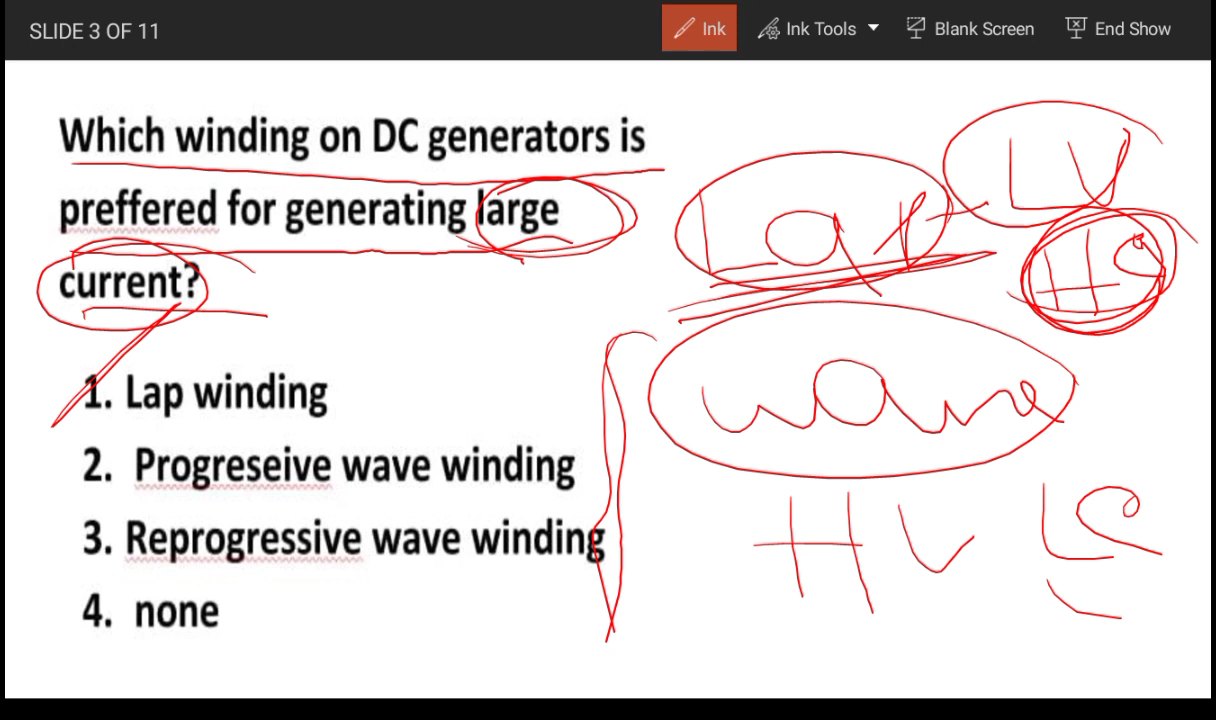 SLIDE 3 OF 11
Ink
Ink Tools
Blank Screen
End Show
Which winding on DC generators is
preffered for generating large
current?
1. Lap winding
2. Progreseive wave winding
3. Reprogressive wave winding
4. none
Lap - LV
HC
wave
HV LC